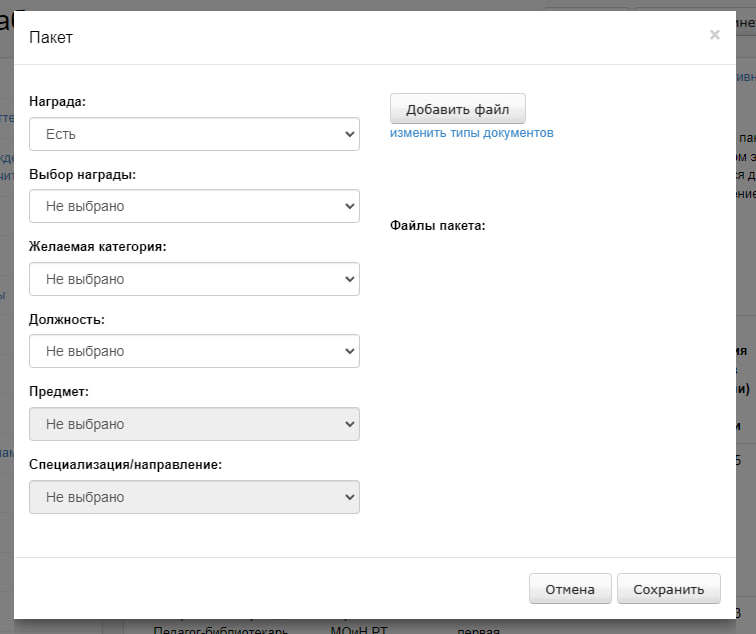 Пакет
×
Награда:
Есть
Выбор награды:
Не выбрано
Желаемая категория:
Не выбрано
Должность:
Не выбрано
Предмет:
Не выбрано
Специализация/направление:
Не выбрано
Добавить файл
изменить типы документов
Файлы пакета:
Отмена
Сохранить
Педагог-библиотекарь
МОиН РТ
первая